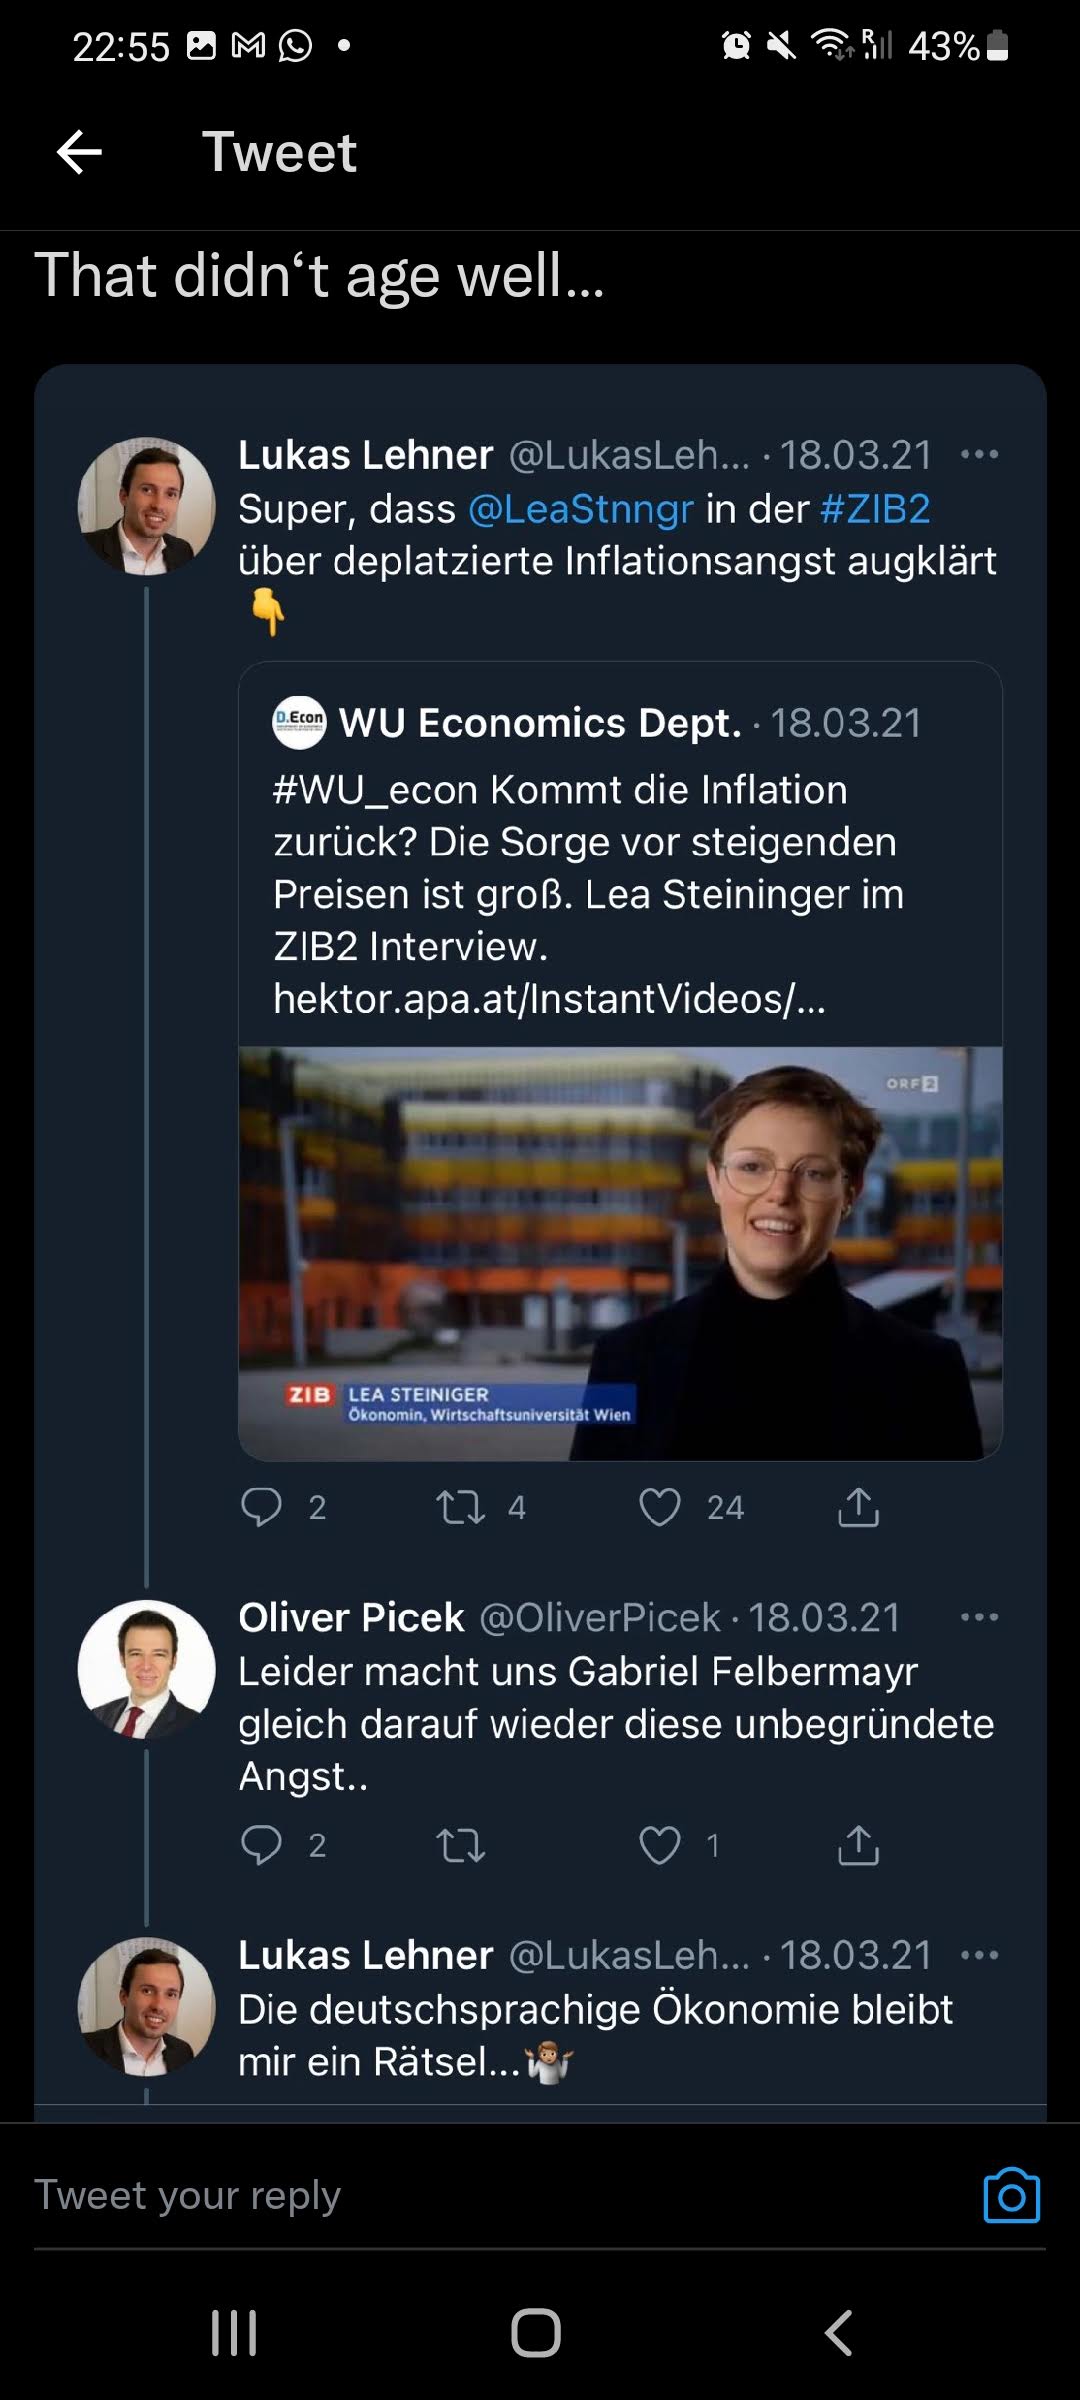 22:55
43%
Tweet
That didn‘t age well...
Lukas Lehner @LukasLeh... · 18.03.21
Super, dass @LeaStnngr in der #ZIB2
über deplatzierte Inflationsangst augklärt
👇
D.Econ WU Economics Dept. · 18.03.21
#WU_econ Kommt die Inflation
zurück? Die Sorge vor steigenden
Preisen ist groß. Lea Steininger im
ZIB2 Interview.
hektor.apa.at/InstantVideos/...
ORF2
ZIB LEA STEINIGER
Ökonomin, Wirtschaftsuniversität Wien
2 4 24
Oliver Picek @OliverPicek · 18.03.21
Leider macht uns Gabriel Felbermayr
gleich darauf wieder diese unbegründete
Angst..
2 1
Lukas Lehner @LukasLeh... · 18.03.21
Die deutschsprachige Ökonomie bleibt
mir ein Rätsel...🤷🏽‍♂️
Tweet your reply